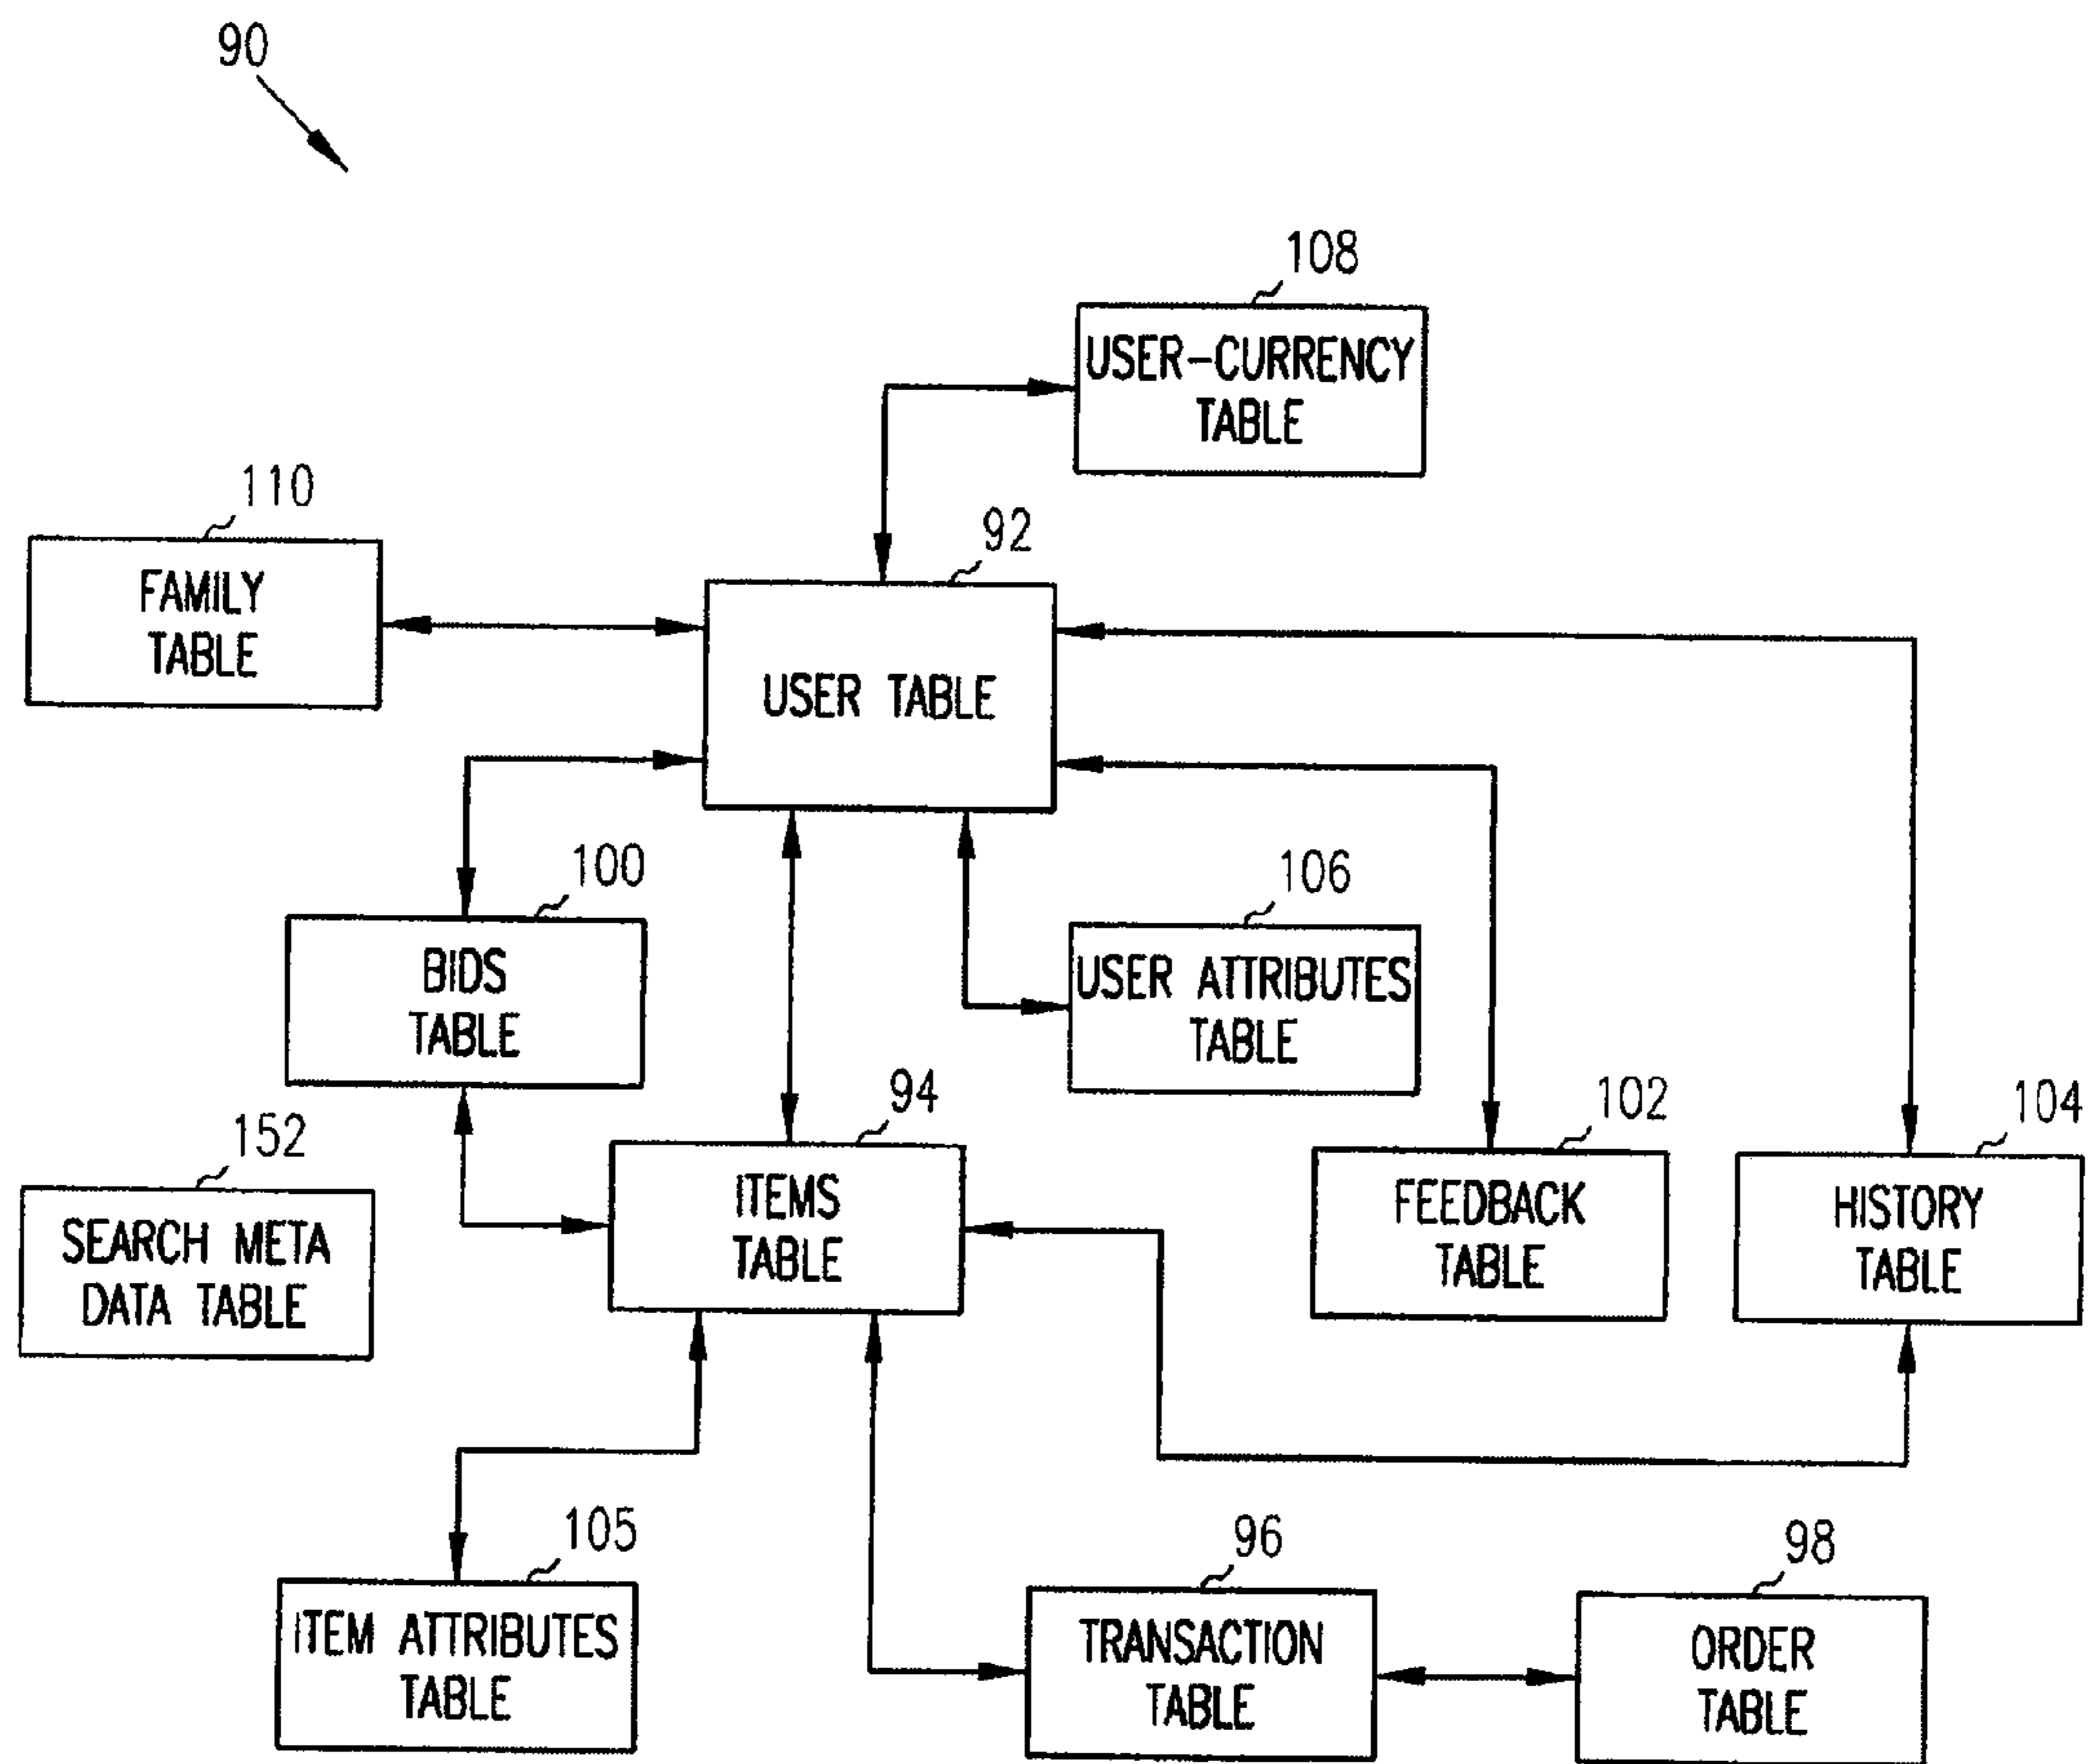 90
108
USER-CURRENCY
TABLE
110
FAMILY
TABLE
92
USER TABLE
100
BIDS
TABLE
106
USER ATTRIBUTES
TABLE
152
SEARCH META
DATA TABLE
94
ITEMS
TABLE
102
FEEDBACK
TABLE
104
HISTORY
TABLE
105
ITEM ATTRIBUTES
TABLE
96
TRANSACTION
TABLE
98
ORDER
TABLE